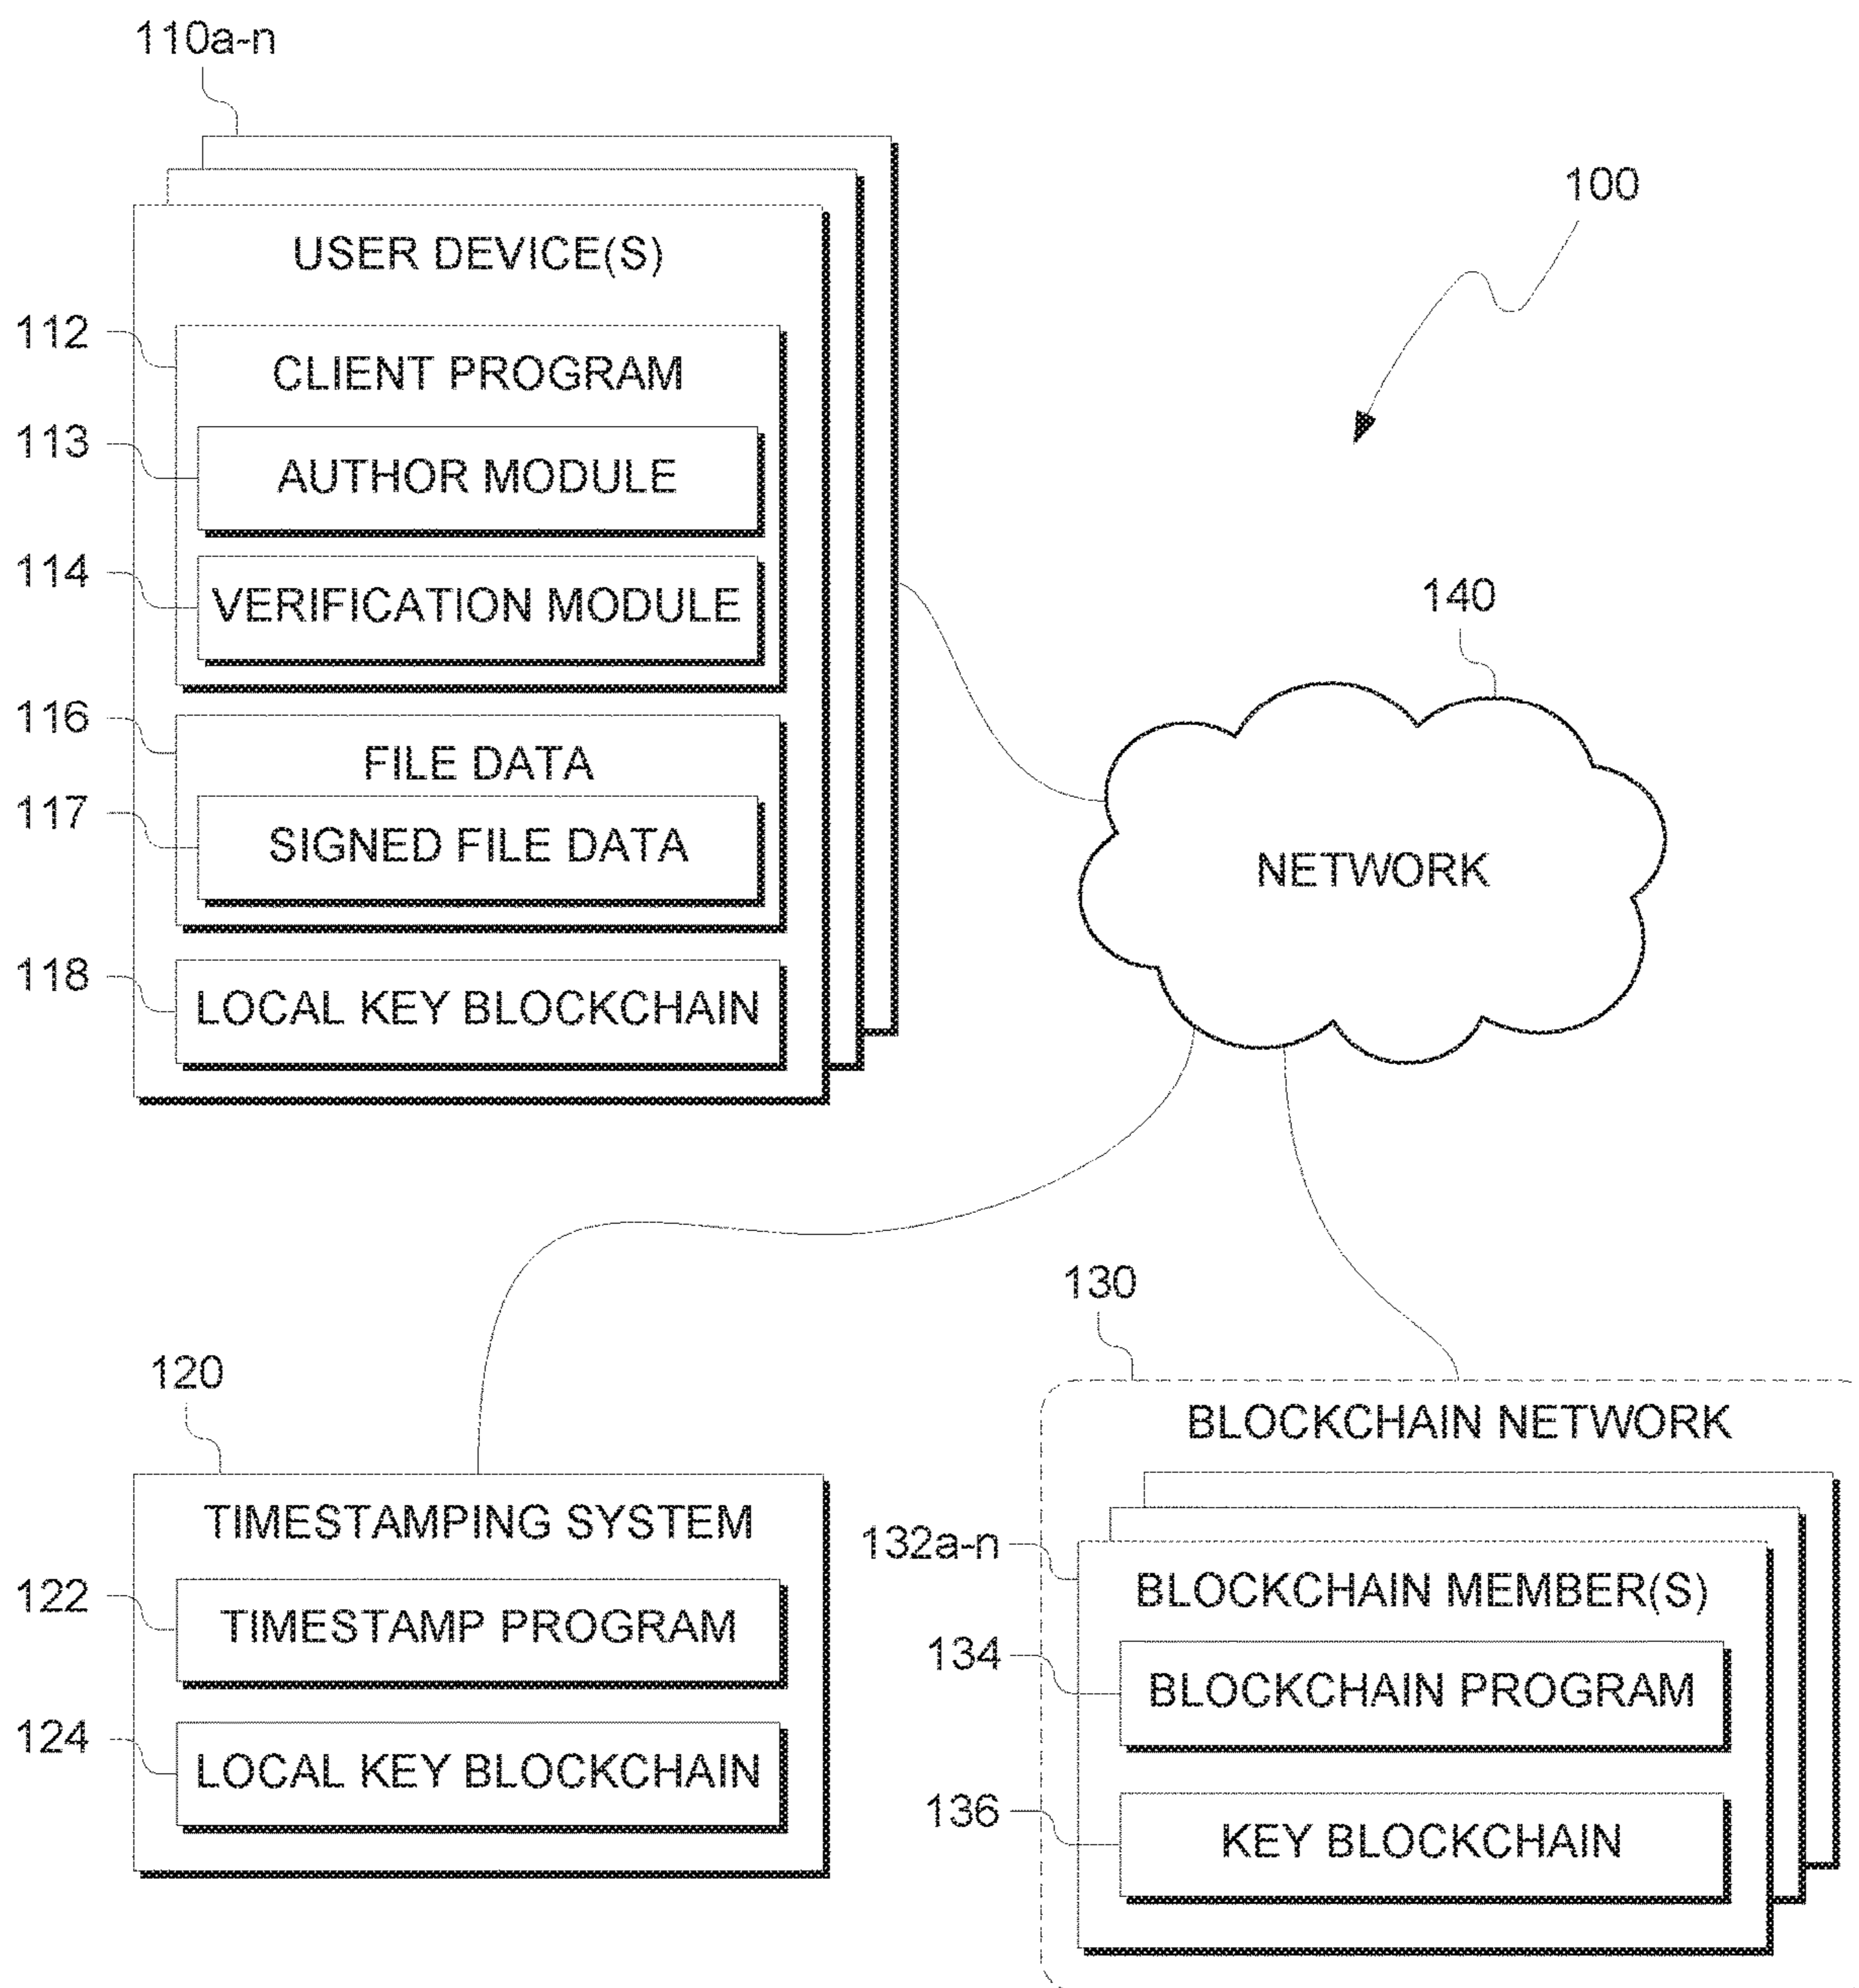 110a-n
100
USER DEVICE(S)
112
CLIENT PROGRAM
113
AUTHOR MODULE
114
VERIFICATION MODULE
140
116
FILE DATA
117
SIGNED FILE DATA
NETWORK
118
LOCAL KEY BLOCKCHAIN
130
120
BLOCKCHAIN NETWORK
TIMESTAMPING SYSTEM
132a-n
BLOCKCHAIN MEMBER(S)
122
TIMESTAMP PROGRAM
134
BLOCKCHAIN PROGRAM
124
LOCAL KEY BLOCKCHAIN
136
KEY BLOCKCHAIN